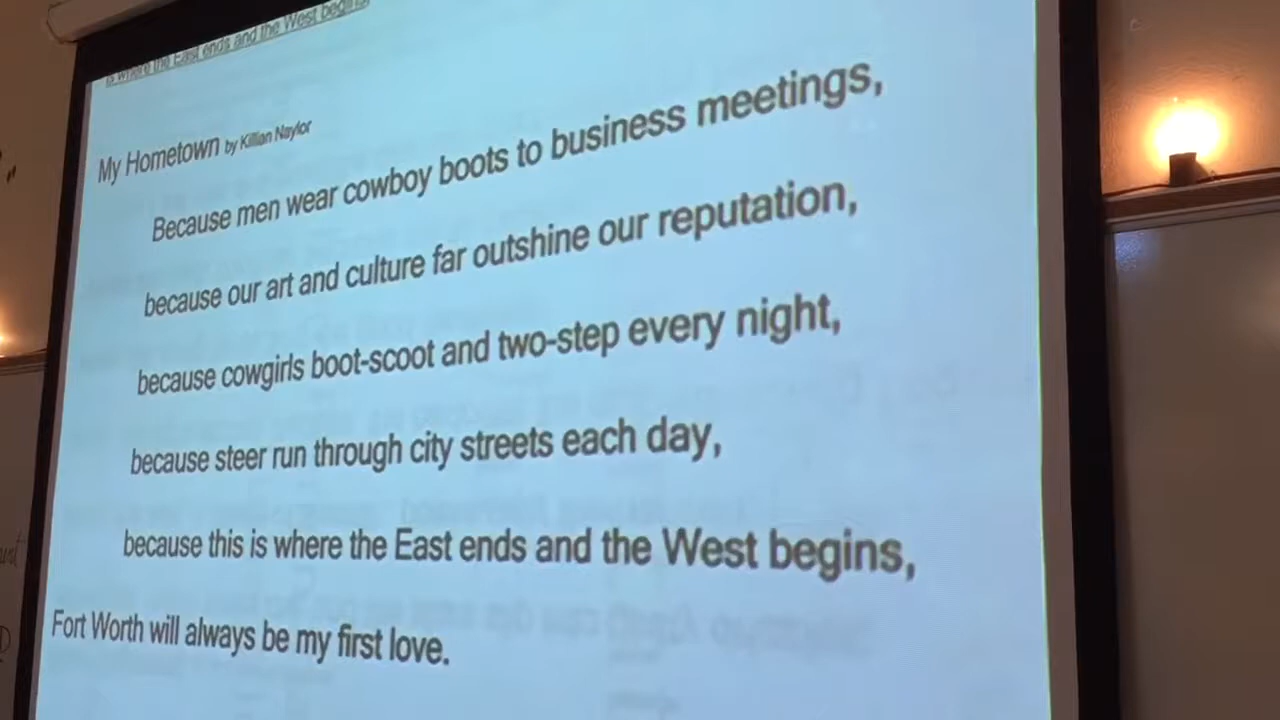 is where the East ends and the West begins
My Hometown by Killian Naylor
Because men wear cowboy boots to business meetings,
because our art and culture far outshine our reputation,
because cowgirls boot-scoot and two-step every night,
because steer run through city streets each day,
because this is where the East ends and the West begins,
Fort Worth will always be my first love.